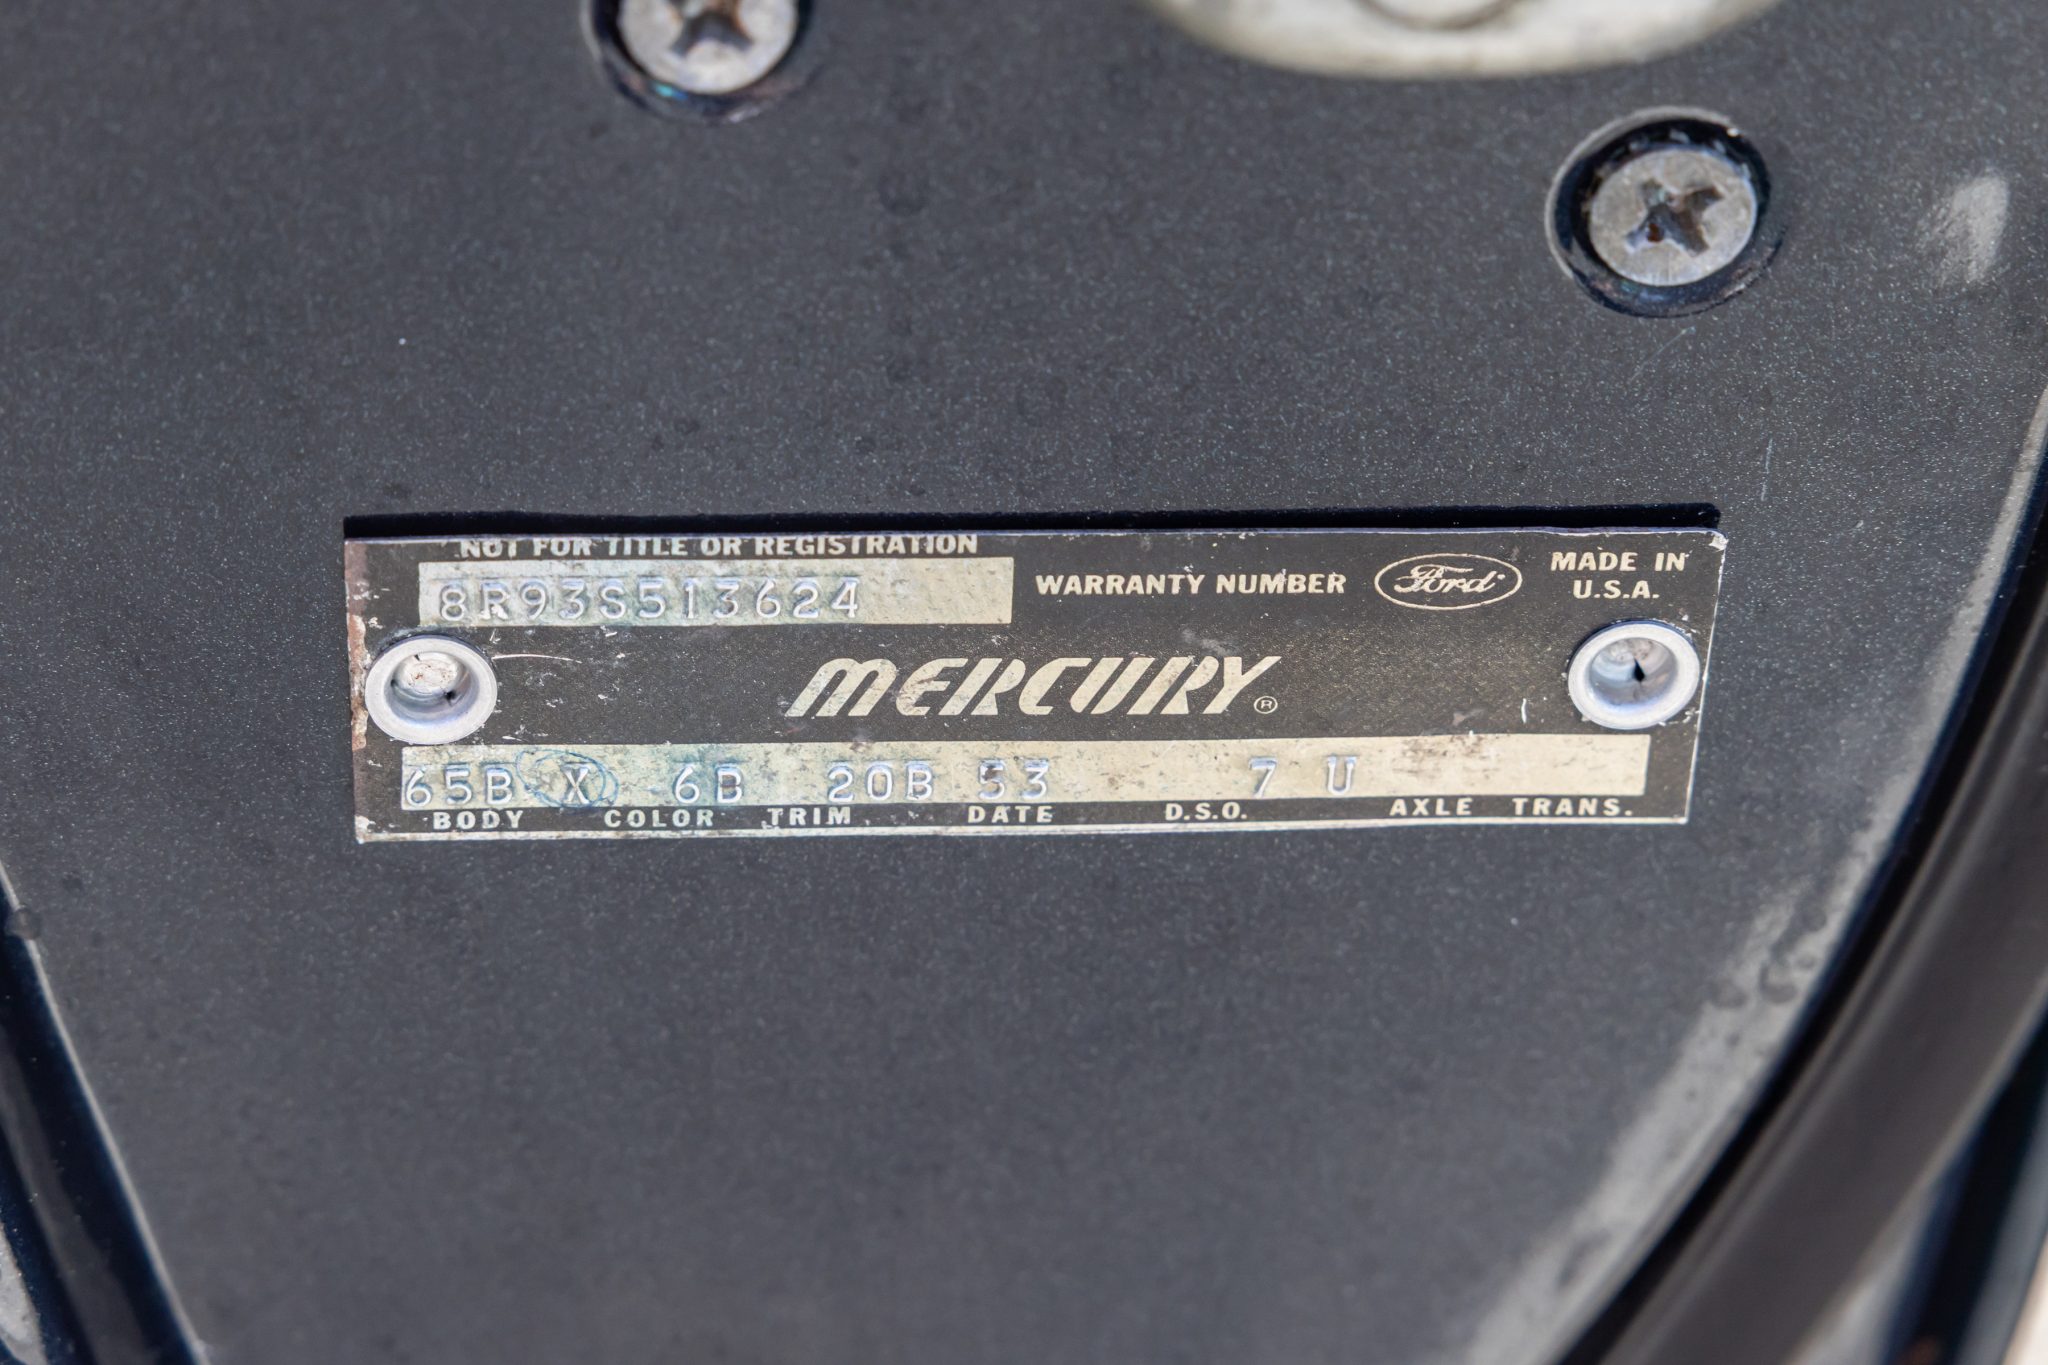 NOT FOR TITLE OR REGISTRATION
8R93S513624 WARRANTY NUMBER Ford MADE IN
U.S.A.
MERCURY ®
65B X 6B 20B 53 7 U
BODY COLOR TRIM DATE D.S.O. AXLE TRANS.